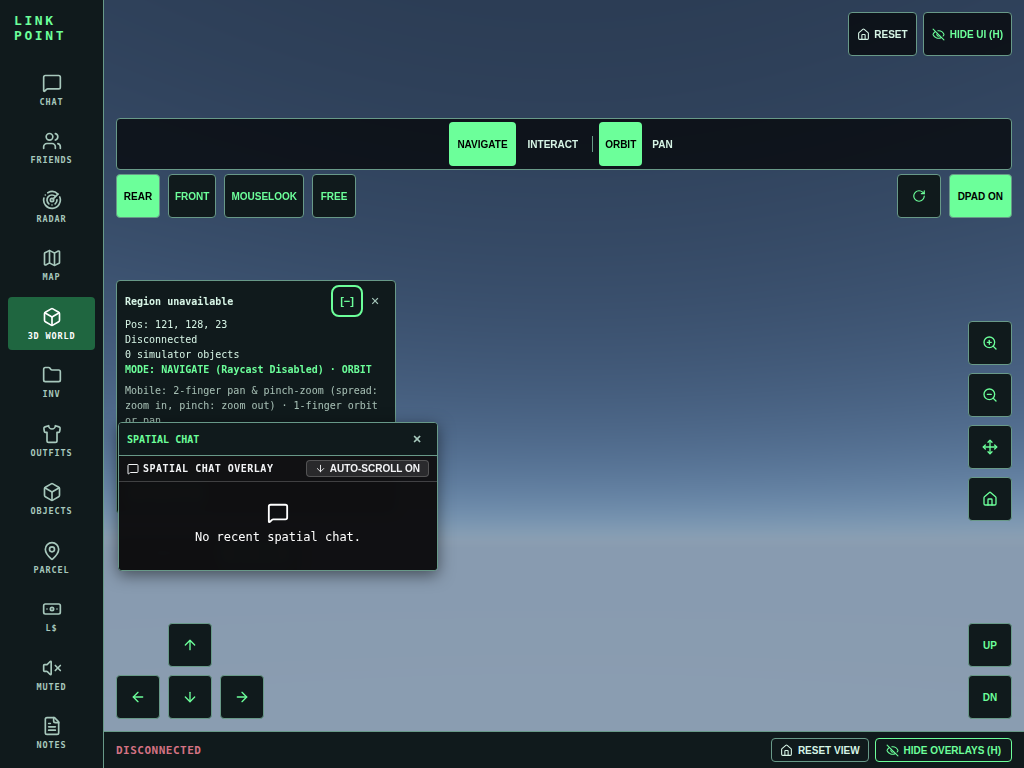 LINK
POINT
CHAT
FRIENDS
RADAR
MAP
3D WORLD
INV
OUTFITS
OBJECTS
PARCEL
L$
MUTED
NOTES
RESET
HIDE UI (H)
NAVIGATE
INTERACT
ORBIT
PAN
REAR
FRONT
MOUSELOOK
FREE
DPAD ON
Region unavailable
[−]
×
Pos: 121, 128, 23
Disconnected
0 simulator objects
MODE: NAVIGATE (Raycast Disabled) · ORBIT
Mobile: 2-finger pan & pinch-zoom (spread:
zoom in, pinch: zoom out) · 1-finger orbit
or pan
SPATIAL CHAT
×
SPATIAL CHAT OVERLAY
AUTO-SCROLL ON
No recent spatial chat.
UP
DN
DISCONNECTED
RESET VIEW
HIDE OVERLAYS (H)